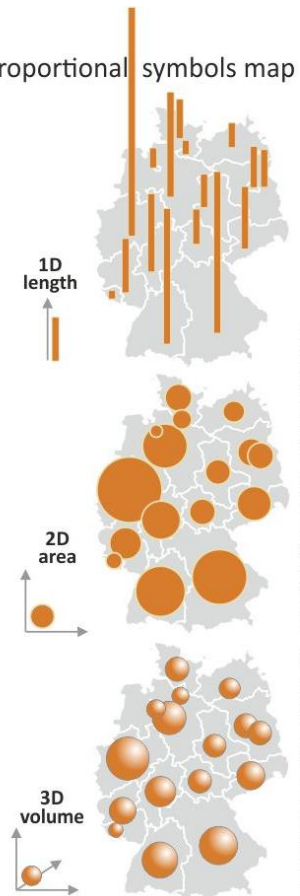 roportional symbols map
1D
length
2D
area
3D
volume